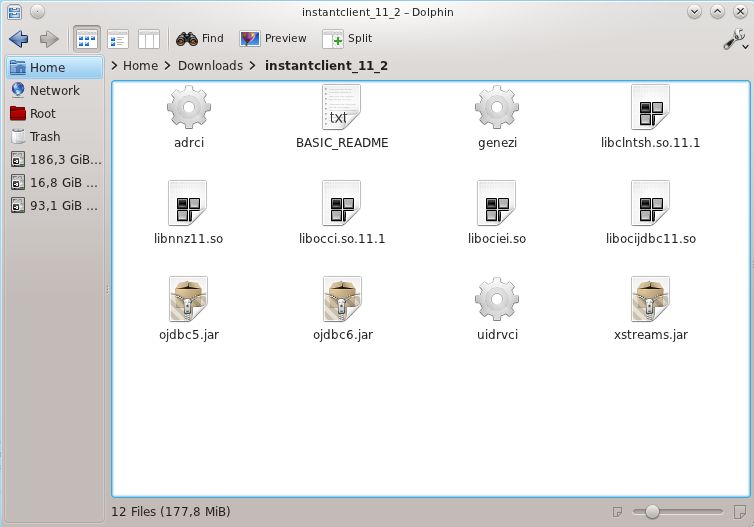 instantclient_11_2 – Dolphin
Find Preview Split
Home Downloads instantclient_11_2
Home
Network
Root
Trash
186,3 GiB...
16,8 GiB ...
93,1 GiB ...
txt
adrci BASIC_README genezi libclntsh.so.11.1
libnnz11.so libocci.so.11.1 libociei.so libocijdbc11.so
ojdbc5.jar ojdbc6.jar uidrvci xstreams.jar
12 Files (177,8 MiB)